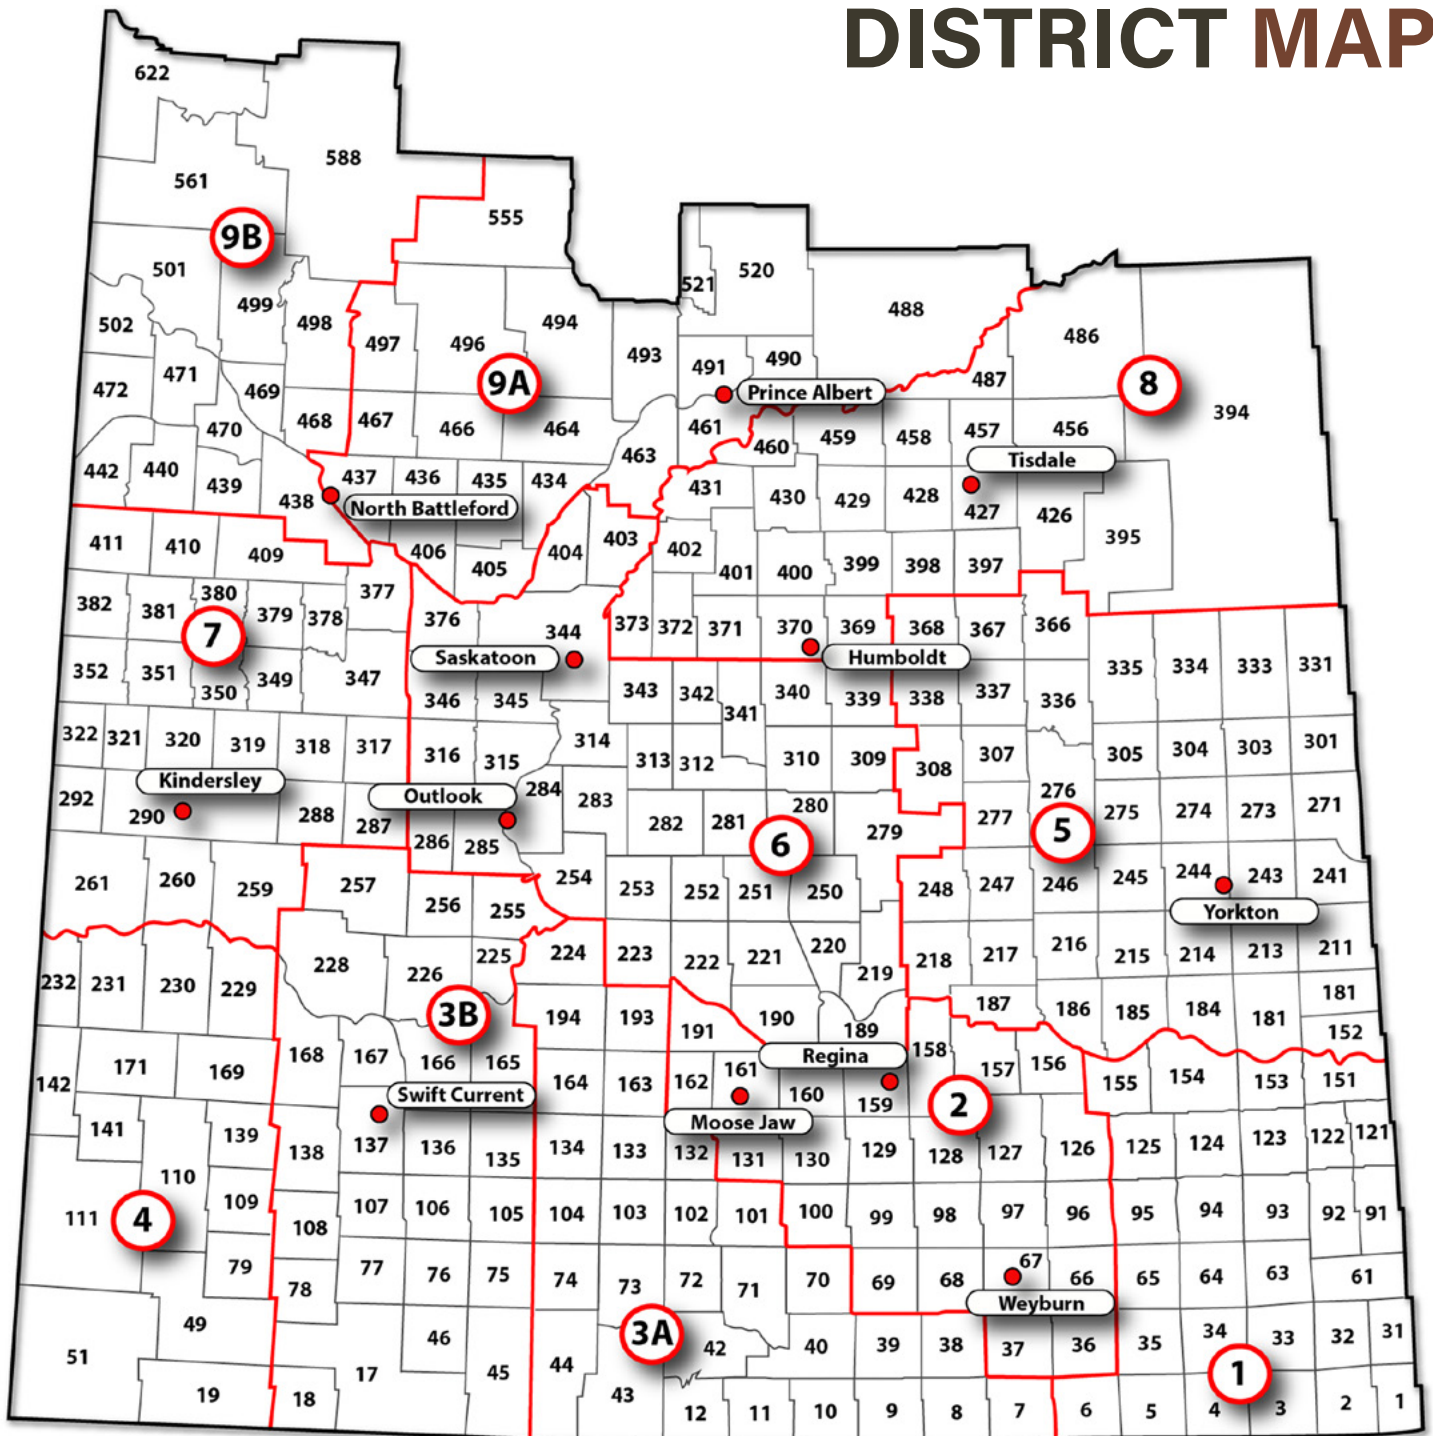 DISTRICT MAP
622
588
561
555
9B
501
521 520
499
488
502 498 494
497 496 486
493 491 490
472 471 469 9A Prince Albert 487 8
394
470 468 467 466 464 461 460 459 458 457 456
463 Tisdale
442 440 439 438 437 436 435 434 431 430 429 428 427 426
North Battleford
411 410 409 406 405 404 403 402 401 400 399 398 397 395
382 381 380 379 378 377 376 344 373 372 371 370 369 368 367 366
7
Saskatoon Humboldt
352 351 350 349 347 346 345 343 342 341 340 339 338 337 336 335 334 333 331
322 321 320 319 318 317 316 315 314 313 312 310 309 308 307 305 304 303 301
Kindersley
292 290 288 287 Outlook 284 283 282 281 280 279 277 276 275 274 273 271
286 285 6 5
261 260 259 257 256 255 254 253 252 251 250 248 247 246 245 244 243 241
Yorkton
232 231 230 229 228 226 225 224 223 222 221 220 219 218 217 216 215 214 213 211
3B
194 193 191 190 189 187 186 185 184 181 181
152
142 171 169 168 167 166 165 164 163 162 161 160 159 158 157 156 155 154 153 151
Regina
Swift Current
Moose Jaw
2
141 139 138 137 136 135 134 133 132 131 130 129 128 127 126 125 124 123 122 121
111 110 109 108 107 106 105 104 103 102 101 100 99 98 97 96 95 94 93 92 91
4
79 78 77 76 75 74 73 72 71 70 69 68 67 66 65 64 63 61
Weyburn
3A
51 49 46 45 44 42 40 39 38 37 36 35 34 33 32 31
1
19 18 17 43 12 11 10 9 8 7 6 5 4 3 2 1